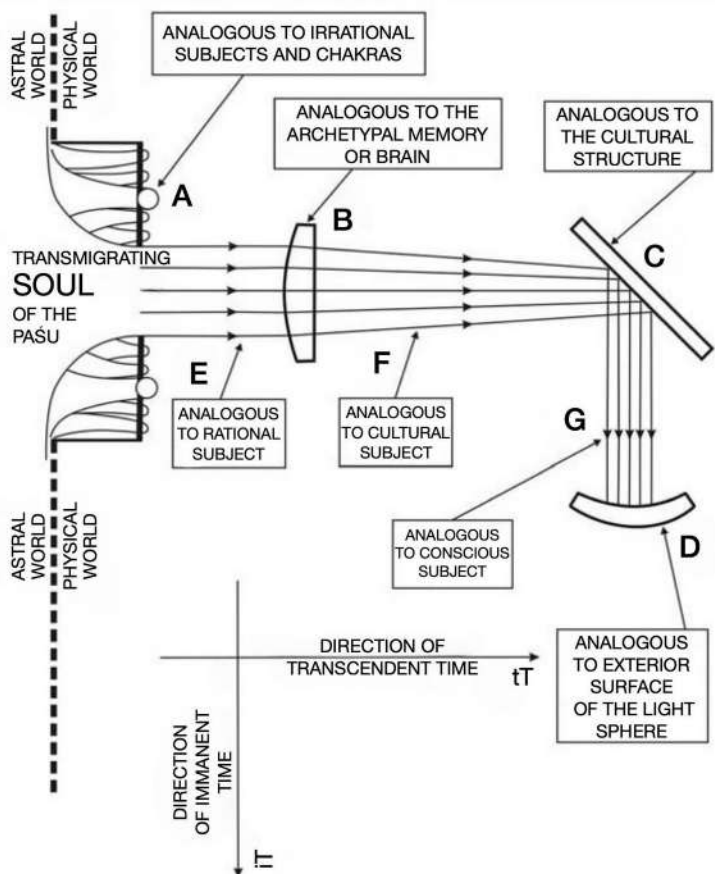 ASTRAL
WORLD
PHYSICAL
WORLD
ANALOGOUS TO IRRATIONAL
SUBJECTS AND CHAKRAS
ANALOGOUS TO THE
ARCHETYPAL MEMORY
OR BRAIN
ANALOGOUS TO
THE CULTURAL
STRUCTURE
A
B
C
TRANSMIGRATING
SOUL
OF THE
PAŚU
E
ANALOGOUS
TO RATIONAL
SUBJECT
F
ANALOGOUS
TO CULTURAL
SUBJECT
G
ANALOGOUS
TO CONSCIOUS
SUBJECT
D
ANALOGOUS
TO EXTERIOR
SURFACE
OF THE LIGHT
SPHERE
ASTRAL
WORLD
PHYSICAL
WORLD
DIRECTION OF
TRANSCENDENT TIME
tT
DIRECTION
OF IMMANENT
TIME
iT